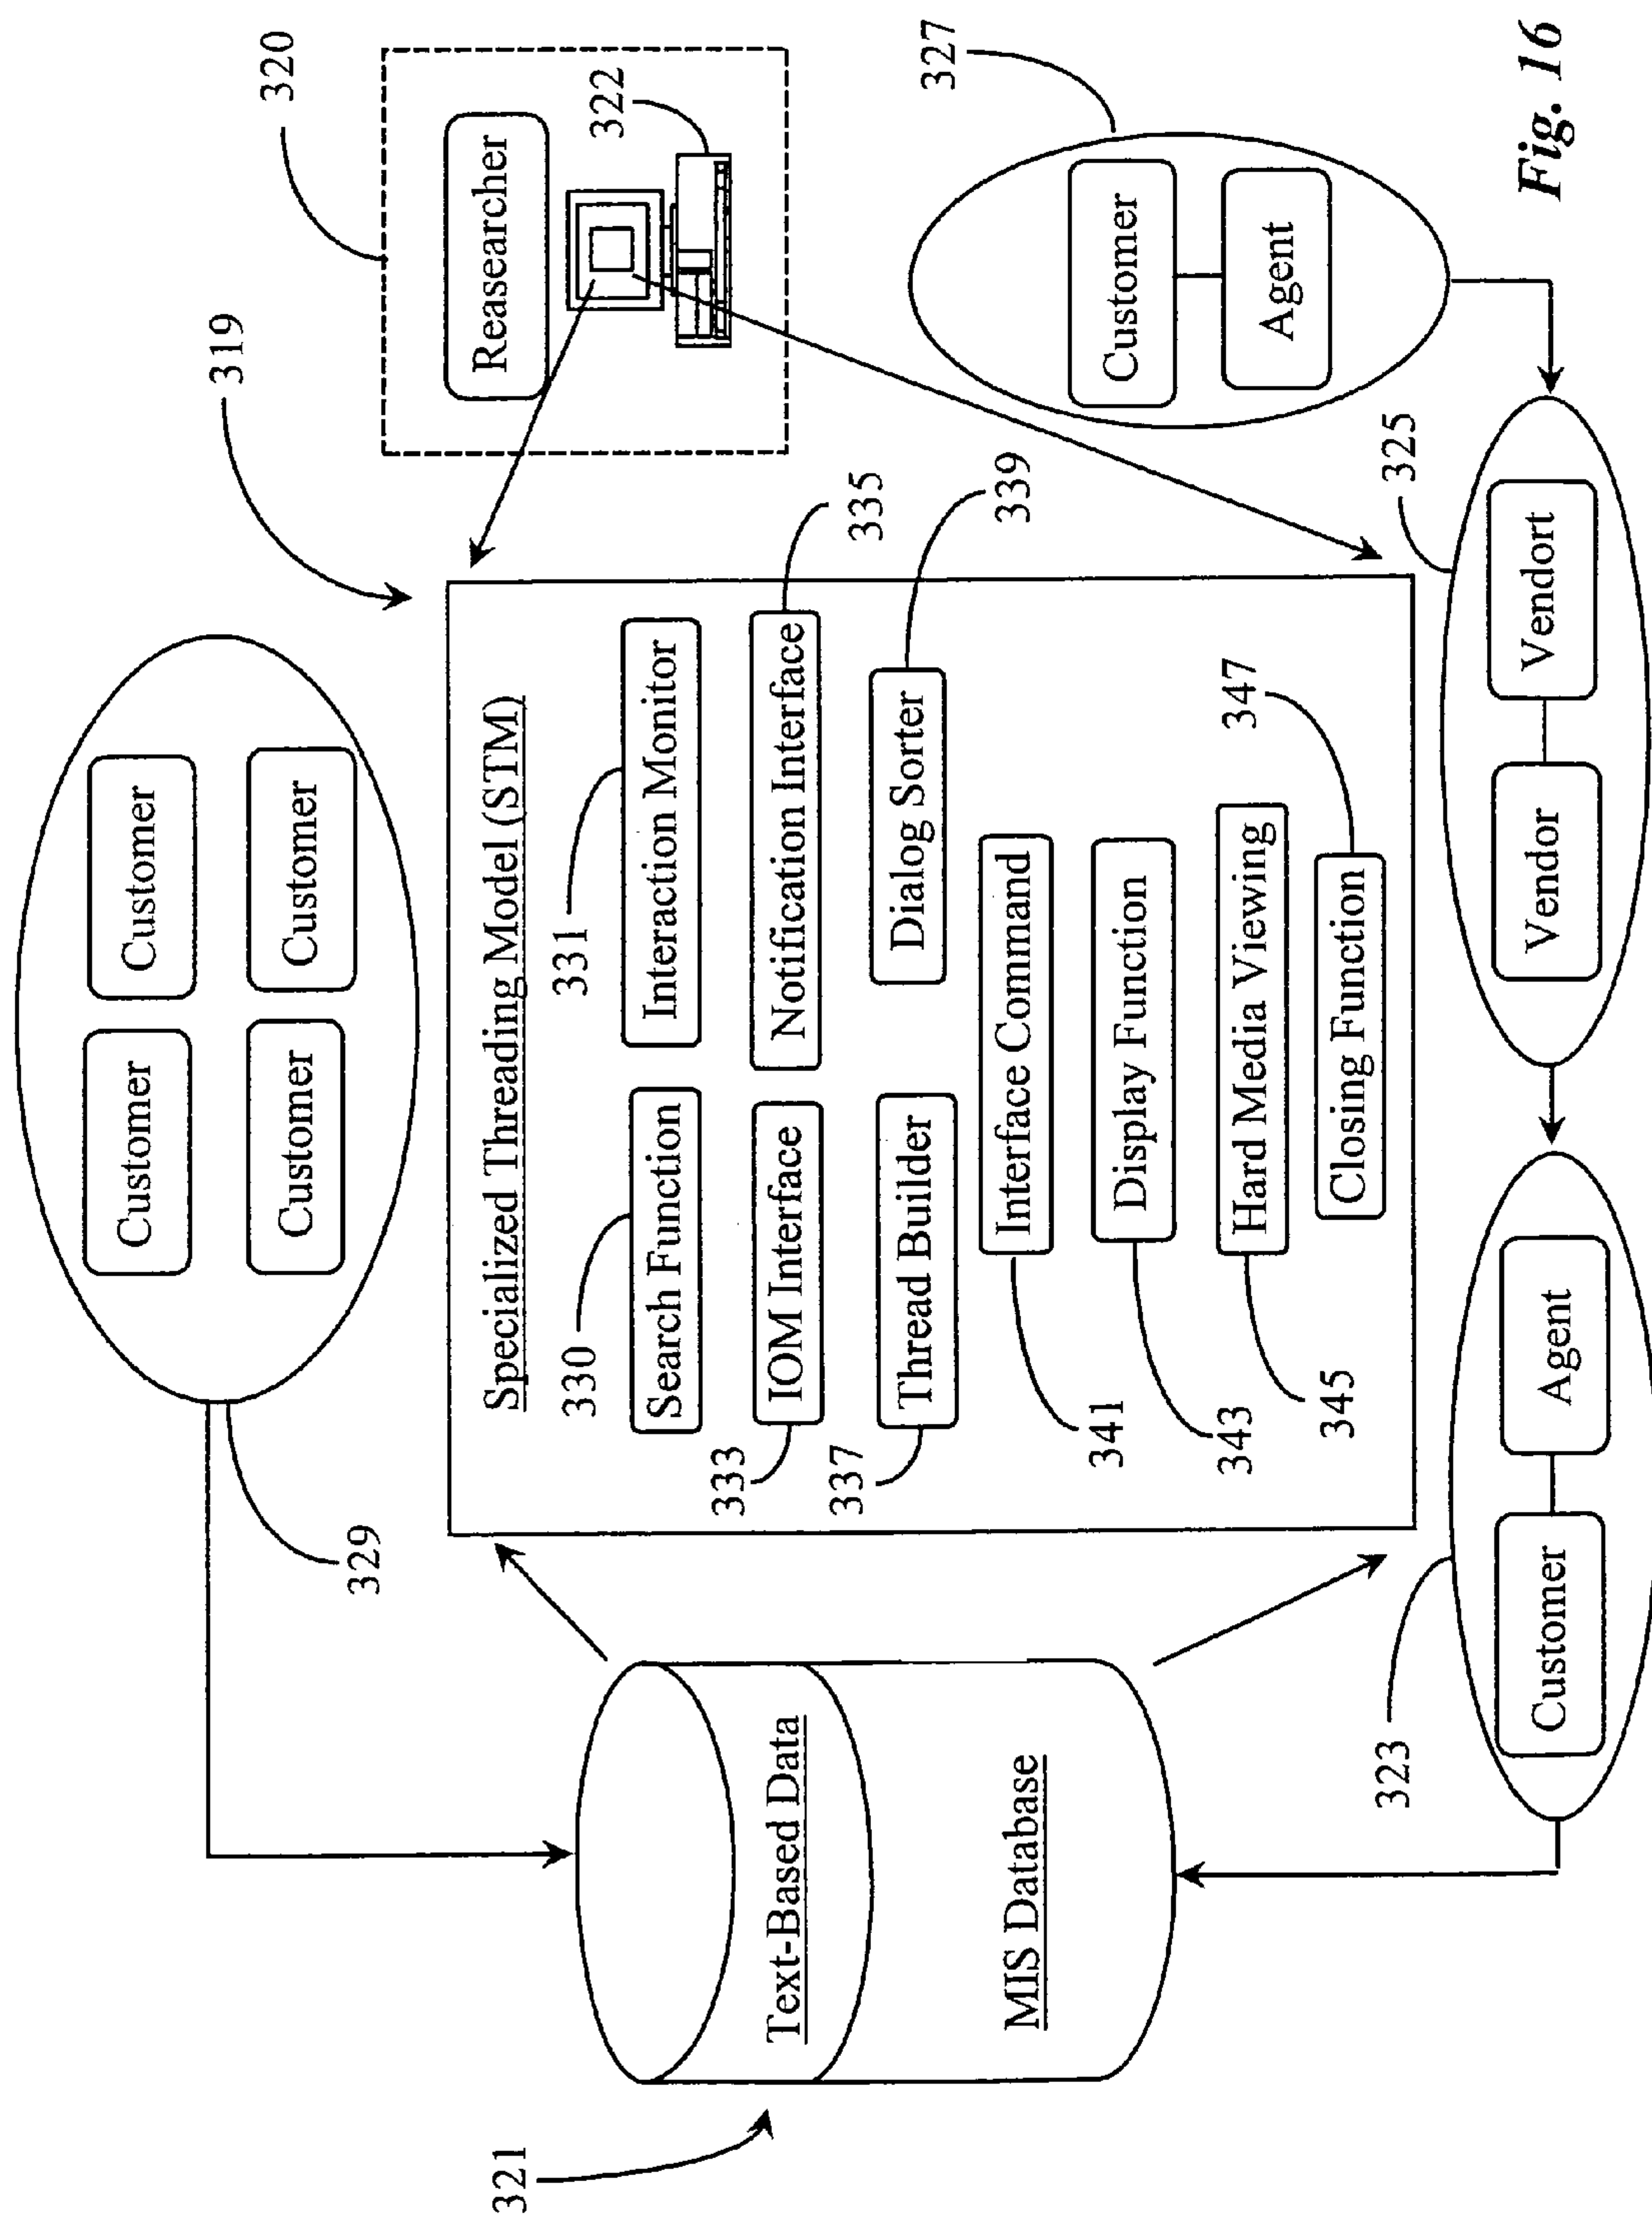 320
319
Customer
Customer
Customer
Customer
329
Reasearcher
322
Specialized Threading Model (STM)
330
Search Function
331
Interaction Monitor
333
IOM Interface
Notification Interface
335
337
Thread Builder
Dialog Sorter
339
341
Interface Command
343
Display Function
345
Hard Media Viewing
347
Closing Function
321
Text-Based Data
MIS Database
327
Customer
Agent
323
Customer
Agent
325
Vendor
Vendort
Fig. 16